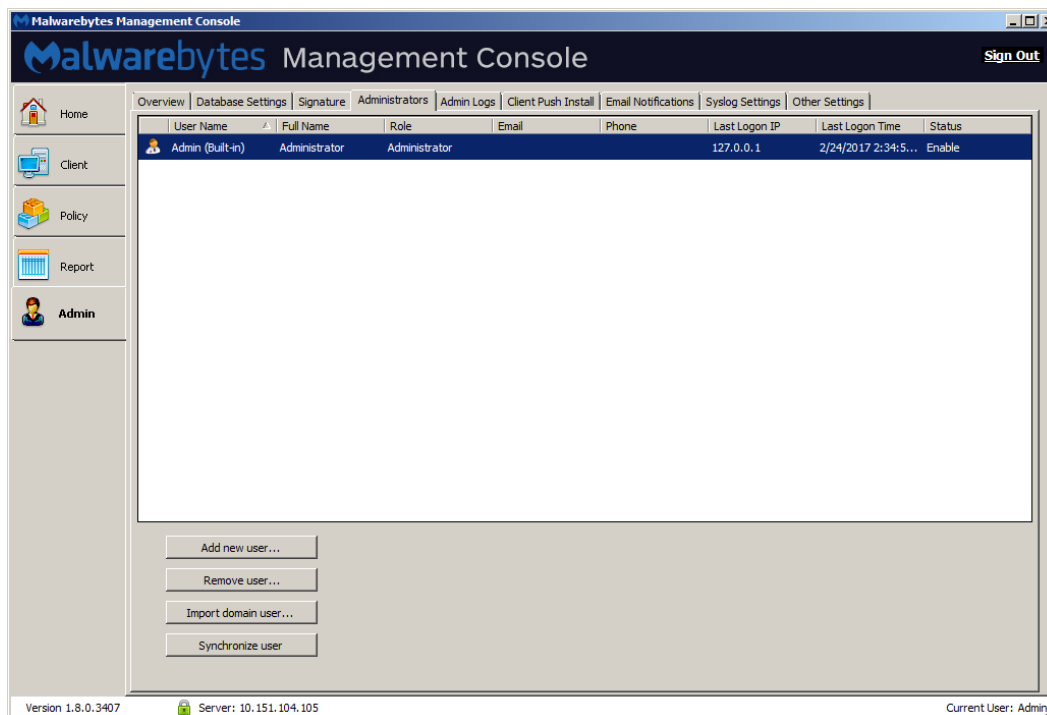 Malwarebytes Management Console
Malwarebytes Management Console
Sign Out
Home
Client
Policy
Report
Admin
Overview Database Settings Signature Administrators Admin Logs Client Push Install Email Notifications Syslog Settings Other Settings
User Name Full Name Role Email Phone Last Logon IP Last Logon Time Status
Admin (Built-in) Administrator Administrator 127.0.0.1 2/24/2017 2:34:5... Enable
Add new user...
Remove user...
Import domain user...
Synchronize user
Version 1.8.0.3407 Server: 10.151.104.105 Current User: Admin